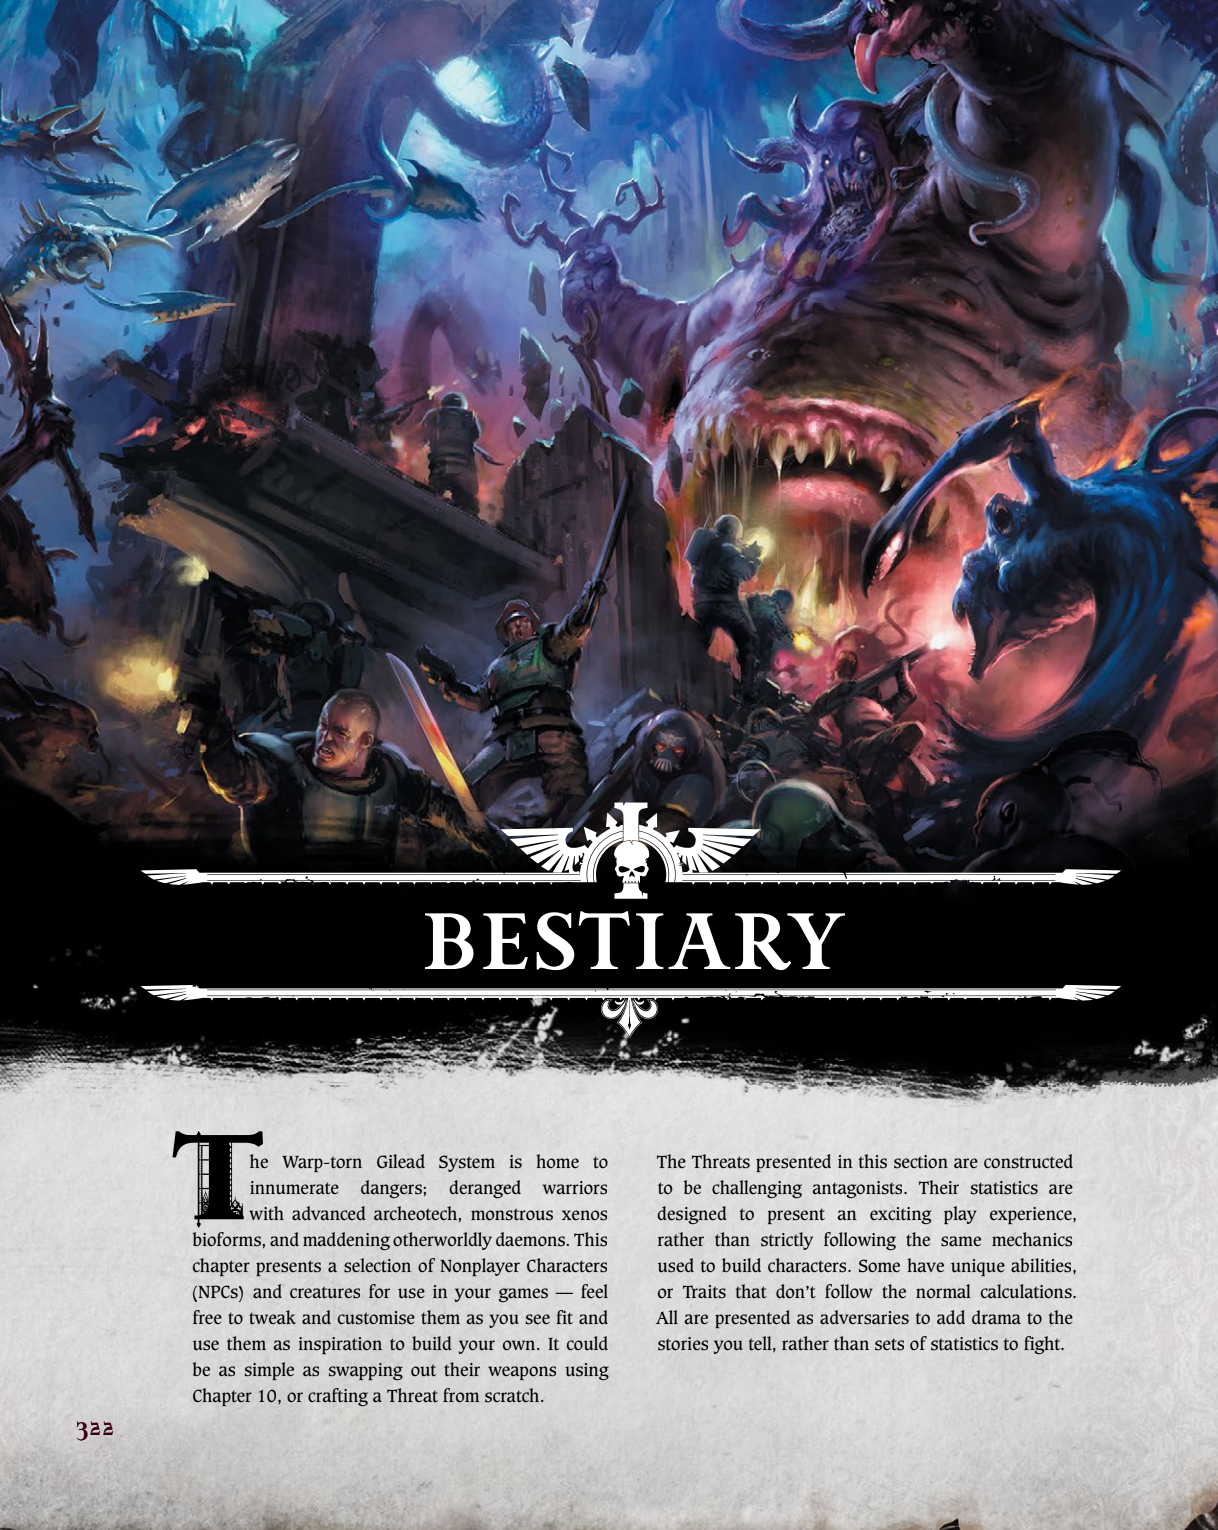 BESTIARY
The Warp-torn Gilead System is home to
innumerate dangers; deranged warriors
with advanced archeotech, monstrous xenos
bioforms, and maddening otherworldly daemons. This
chapter presents a selection of Nonplayer Characters
(NPCs) and creatures for use in your games — feel
free to tweak and customise them as you see fit and
use them as inspiration to build your own. It could
be as simple as swapping out their weapons using
Chapter 10, or crafting a Threat from scratch.
The Threats presented in this section are constructed
to be challenging antagonists. Their statistics are
designed to present an exciting play experience,
rather than strictly following the same mechanics
used to build characters. Some have unique abilities,
or Traits that don't follow the normal calculations.
All are presented as adversaries to add drama to the
stories you tell, rather than sets of statistics to fight.
322